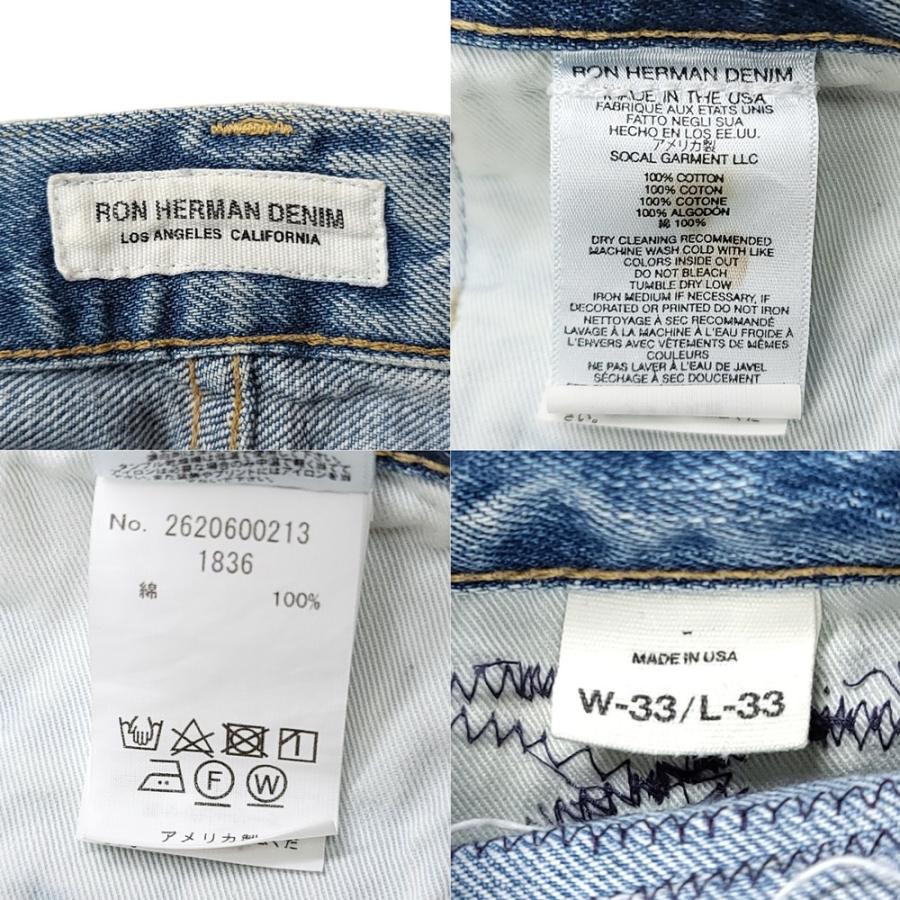 RON HERMAN DENIM
LOS ANGELES CALIFORNIA
RON HERMAN DENIM
MADE IN THE USA
FABRIQUE AUX ETATS UNIS
FATTO NEGLI SUA
HECHO EN LOS EE.UU.
アメリカ製
SOCAL GARMENT LLC
100% COTTON
100% COTON
100% COTONE
100% ALGODÓN
綿 100%
DRY CLEANING RECOMMENDED
MACHINE WASH COLD WITH LIKE
COLORS INSIDE OUT
DO NOT BLEACH
TUMBLE DRY LOW
IRON MEDIUM IF NECESSARY, IF
DECORATED OR PRINTED DO NOT IRON
NETTOYAGE À SEC RECOMMANDÉ
LAVAGE À LA MACHINE À L'EAU FROIDE À
L'ENVERS AVEC VÊTEMENTS DE MÊMES
COULEURS
NE PAS LAVER À L'EAU DE JAVEL
SÉCHAGE À SEC DOUCEMENT
No. 2620600213
1836
綿 100%
F W
アメリカ製
MADE IN USA
W-33/L-33